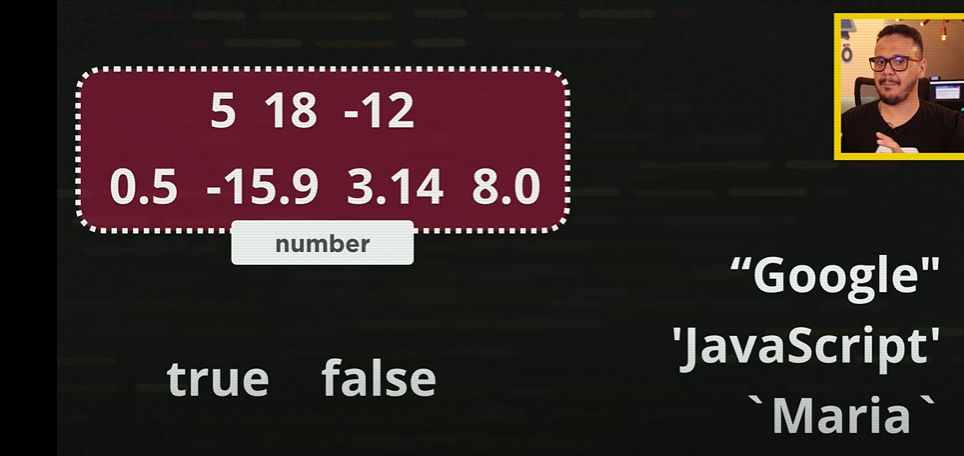 5 18 -12
0.5 -15.9 3.14 8.0
number
“Google"
'JavaScript'
true false
`Maria`